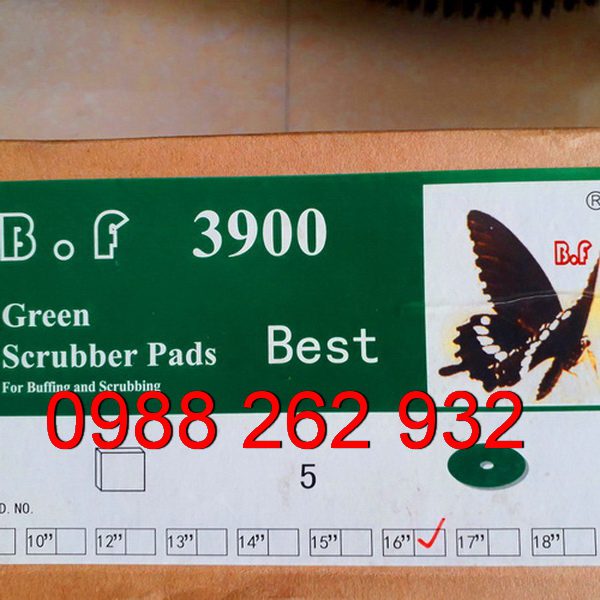 B.F 3900
®
B.F
Green
Scrubber Pads Best
For Buffing and Scrubbing
0988 262 932
5
D. NO.
10" 12" 13" 14" 15" 16" 17" 18"